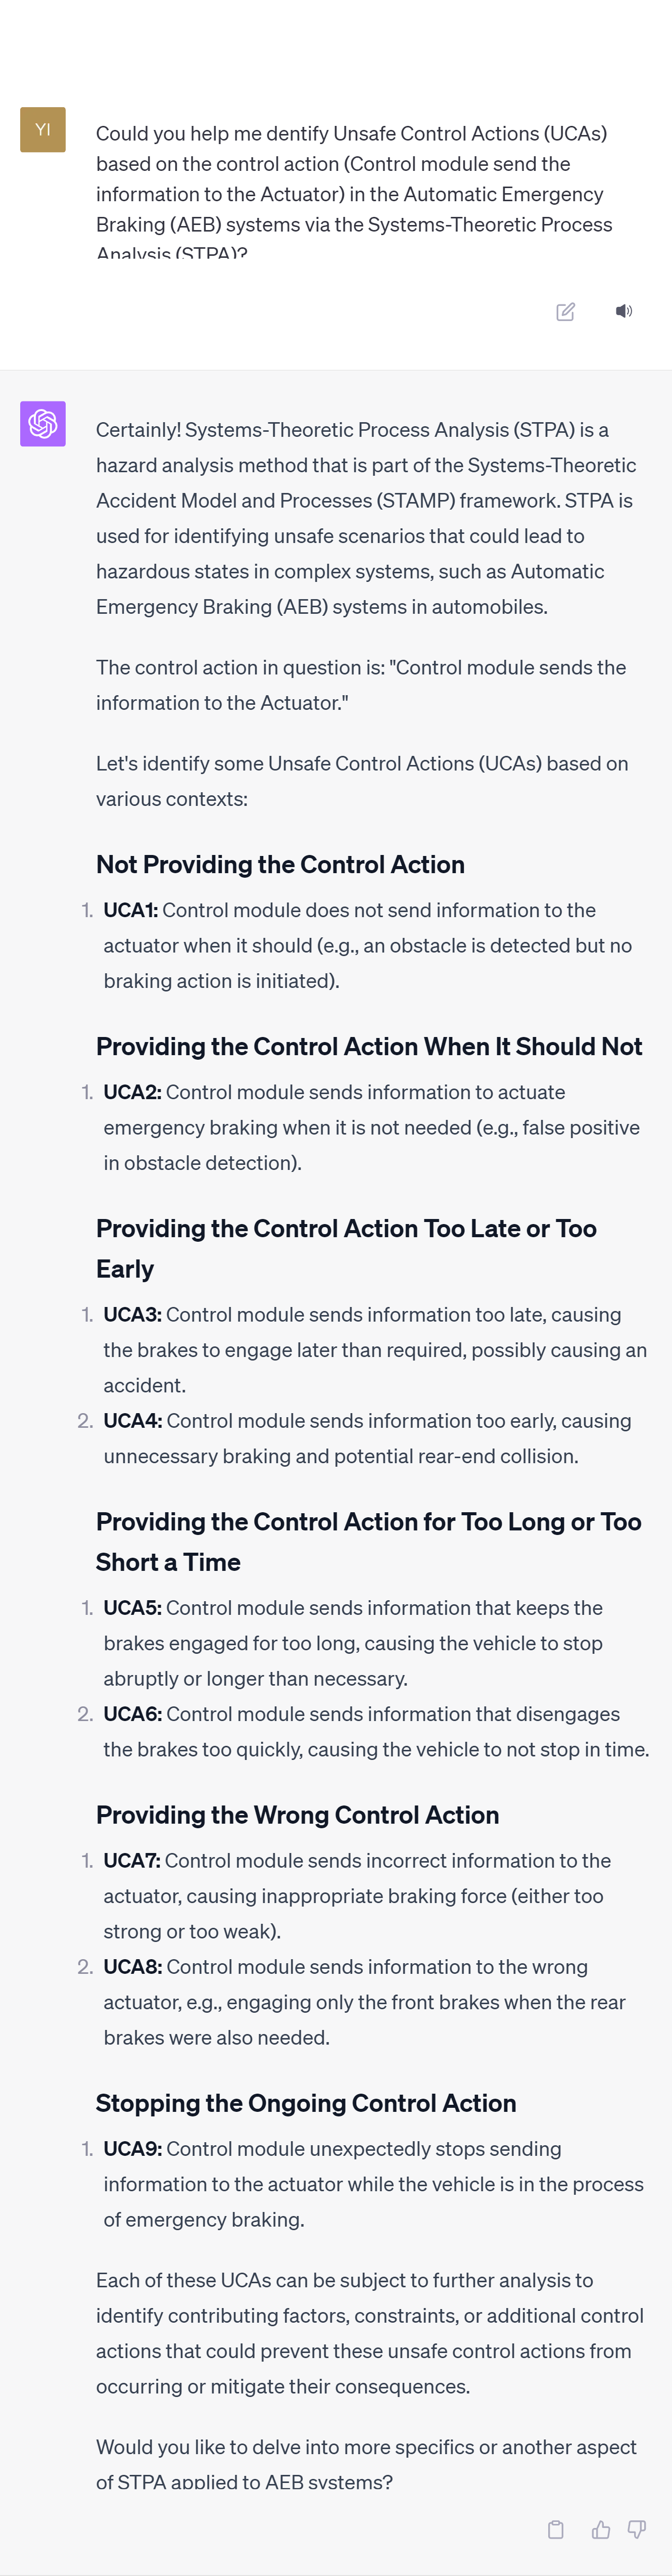 YI
Could you help me dentify Unsafe Control Actions (UCAs)
based on the control action (Control module send the
information to the Actuator) in the Automatic Emergency
Braking (AEB) systems via the Systems-Theoretic Process
Analysis (STPA)?
Certainly! Systems-Theoretic Process Analysis (STPA) is a
hazard analysis method that is part of the Systems-Theoretic
Accident Model and Processes (STAMP) framework. STPA is
used for identifying unsafe scenarios that could lead to
hazardous states in complex systems, such as Automatic
Emergency Braking (AEB) systems in automobiles.
The control action in question is: "Control module sends the
information to the Actuator."
Let's identify some Unsafe Control Actions (UCAs) based on
various contexts:
Not Providing the Control Action
1. UCA1: Control module does not send information to the
actuator when it should (e.g., an obstacle is detected but no
braking action is initiated).
Providing the Control Action When It Should Not
1. UCA2: Control module sends information to actuate
emergency braking when it is not needed (e.g., false positive
in obstacle detection).
Providing the Control Action Too Late or Too
Early
1. UCA3: Control module sends information too late, causing
the brakes to engage later than required, possibly causing an
accident.
2. UCA4: Control module sends information too early, causing
unnecessary braking and potential rear-end collision.
Providing the Control Action for Too Long or Too
Short a Time
1. UCA5: Control module sends information that keeps the
brakes engaged for too long, causing the vehicle to stop
abruptly or longer than necessary.
2. UCA6: Control module sends information that disengages
the brakes too quickly, causing the vehicle to not stop in time.
Providing the Wrong Control Action
1. UCA7: Control module sends incorrect information to the
actuator, causing inappropriate braking force (either too
strong or too weak).
2. UCA8: Control module sends information to the wrong
actuator, e.g., engaging only the front brakes when the rear
brakes were also needed.
Stopping the Ongoing Control Action
1. UCA9: Control module unexpectedly stops sending
information to the actuator while the vehicle is in the process
of emergency braking.
Each of these UCAs can be subject to further analysis to
identify contributing factors, constraints, or additional control
actions that could prevent these unsafe control actions from
occurring or mitigate their consequences.
Would you like to delve into more specifics or another aspect
of STPA applied to AEB systems?